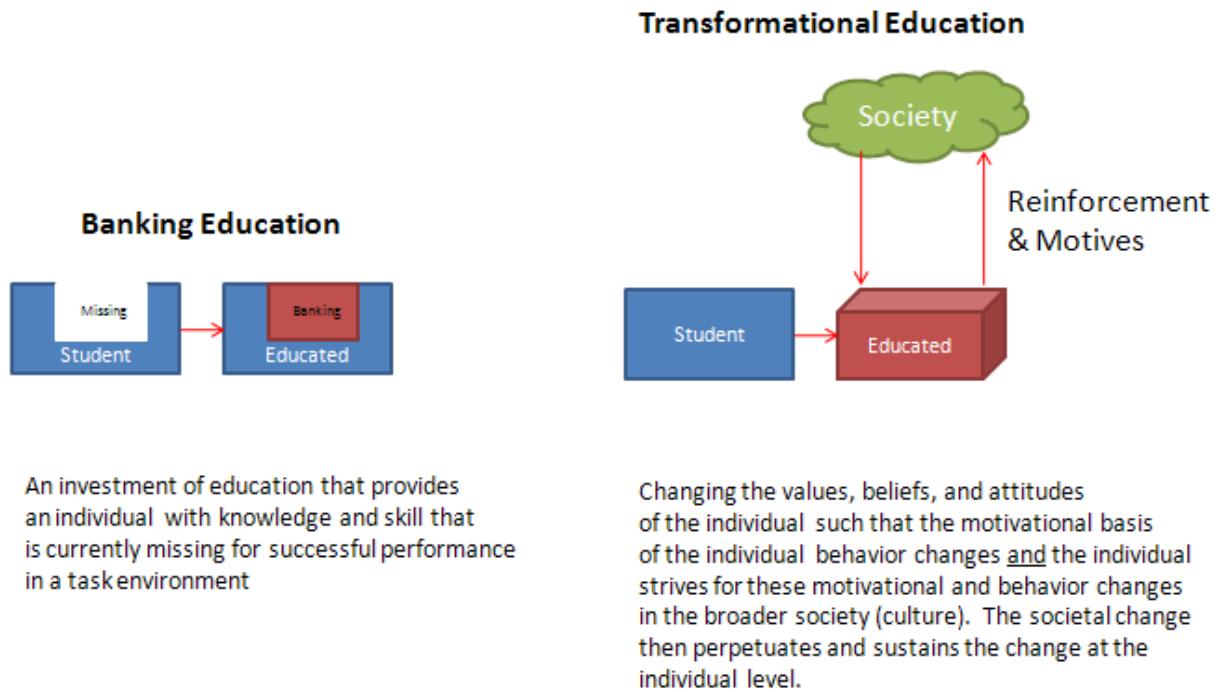 Banking Education
Missing
Student
Banking
Educated
An investment of education that provides
an individual with knowledge and skill that
is currently missing for successful performance
in a task environment
Transformational Education
Society
Reinforcement
& Motives
Student
Educated
Changing the values, beliefs, and attitudes
of the individual such that the motivational basis
of the individual behavior changes and the individual
strives for these motivational and behavior changes
in the broader society (culture). The societal change
then perpetuates and sustains the change at the
individual level.